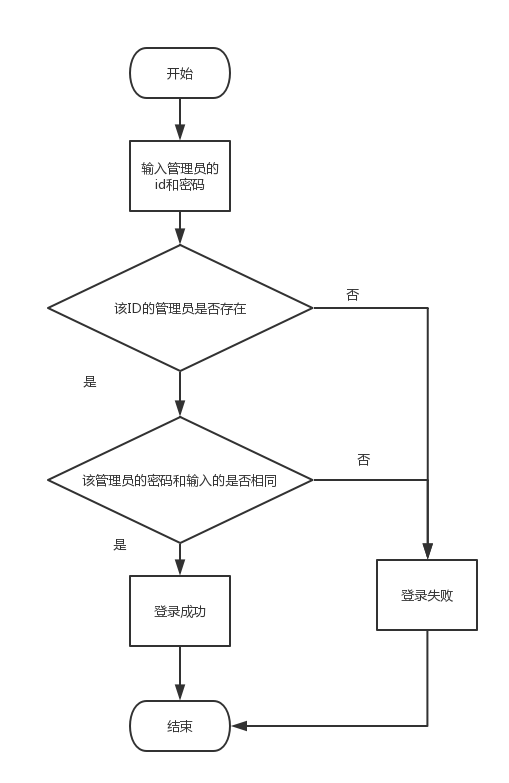 开始
输入管理员的
id和密码
否
该ID的管理员是否存在
是
否
该管理员的密码和输入的是否相同
是
登录失败
登录成功
结束